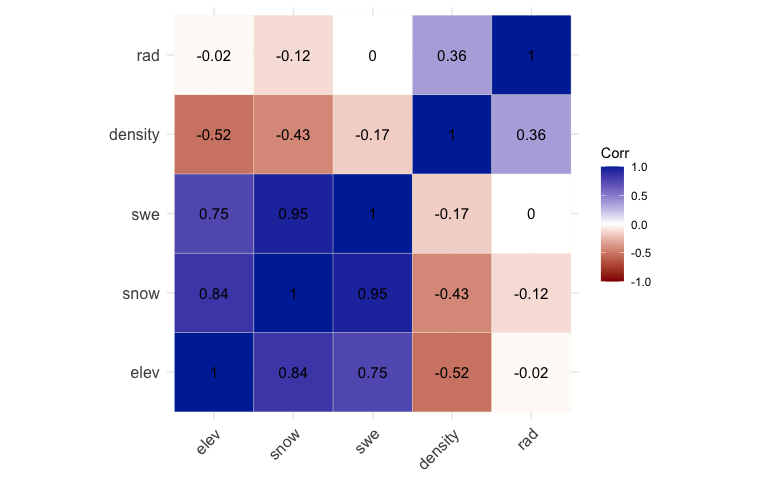 rad -0.02 -0.12 0 0.36 1
density -0.52 -0.43 -0.17 1 0.36
Corr
1.0
0.5
0.0
-0.5
-1.0
swe 0.75 0.95 1 -0.17 0
snow 0.84 1 0.95 -0.43 -0.12
elev 1 0.84 0.75 -0.52 -0.02
elev snow swe density rad